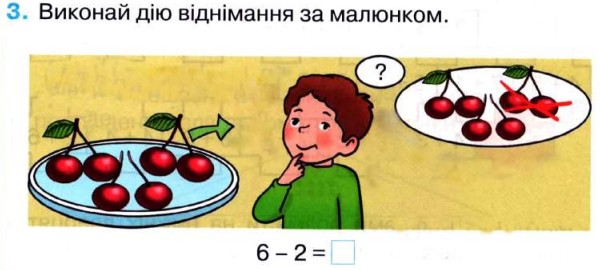 3. Виконай дію віднімання за малюнком.
?
6 – 2 =